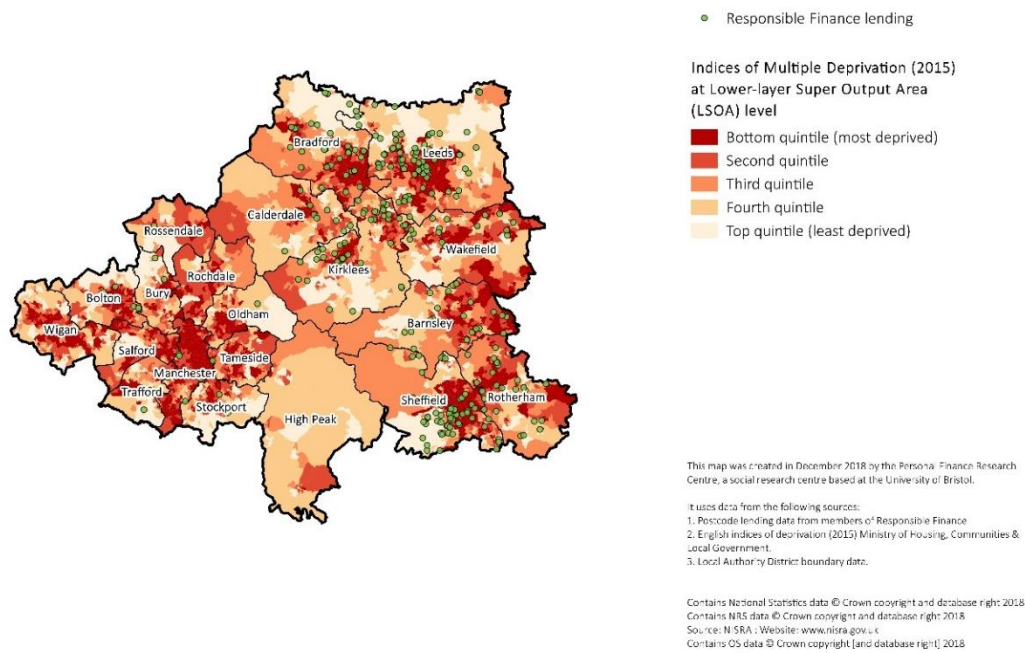 Responsible Finance lending
Indices of Multiple Deprivation (2015)
at Lower-layer Super Output Area
(LSOA) level
Bottom quintile (most deprived)
Second quintile
Third quintile
Fourth quintile
Top quintile (least deprived)
Bradford
Leeds
Calderdale
Rossendale
Wakefield
Kirklees
Rochdale
Bolton
Bury
Oldham
Barnsley
Wigan
Salford
Tameside
Manchester
Trafford
Stockport
Sheffield
Rotherham
High Peak
This map was created in December 2018 by the Personal Finance Research
Centre, a social research centre based at the University of Bristol.
It uses data from the following sources:
1. Postcode lending data from members of Responsible Finance
2. English indices of deprivation (2015) Ministry of Housing, Communities &
Local Government.
3. Local Authority District boundary data.
Contains National Statistics data © Crown copyright and database right 2018
Contains NRS data © Crown copyright and database right 2018
Source: NISRA : Website: www.nisra.gov.uk
Contains OS data © Crown copyright [and database right] 2018